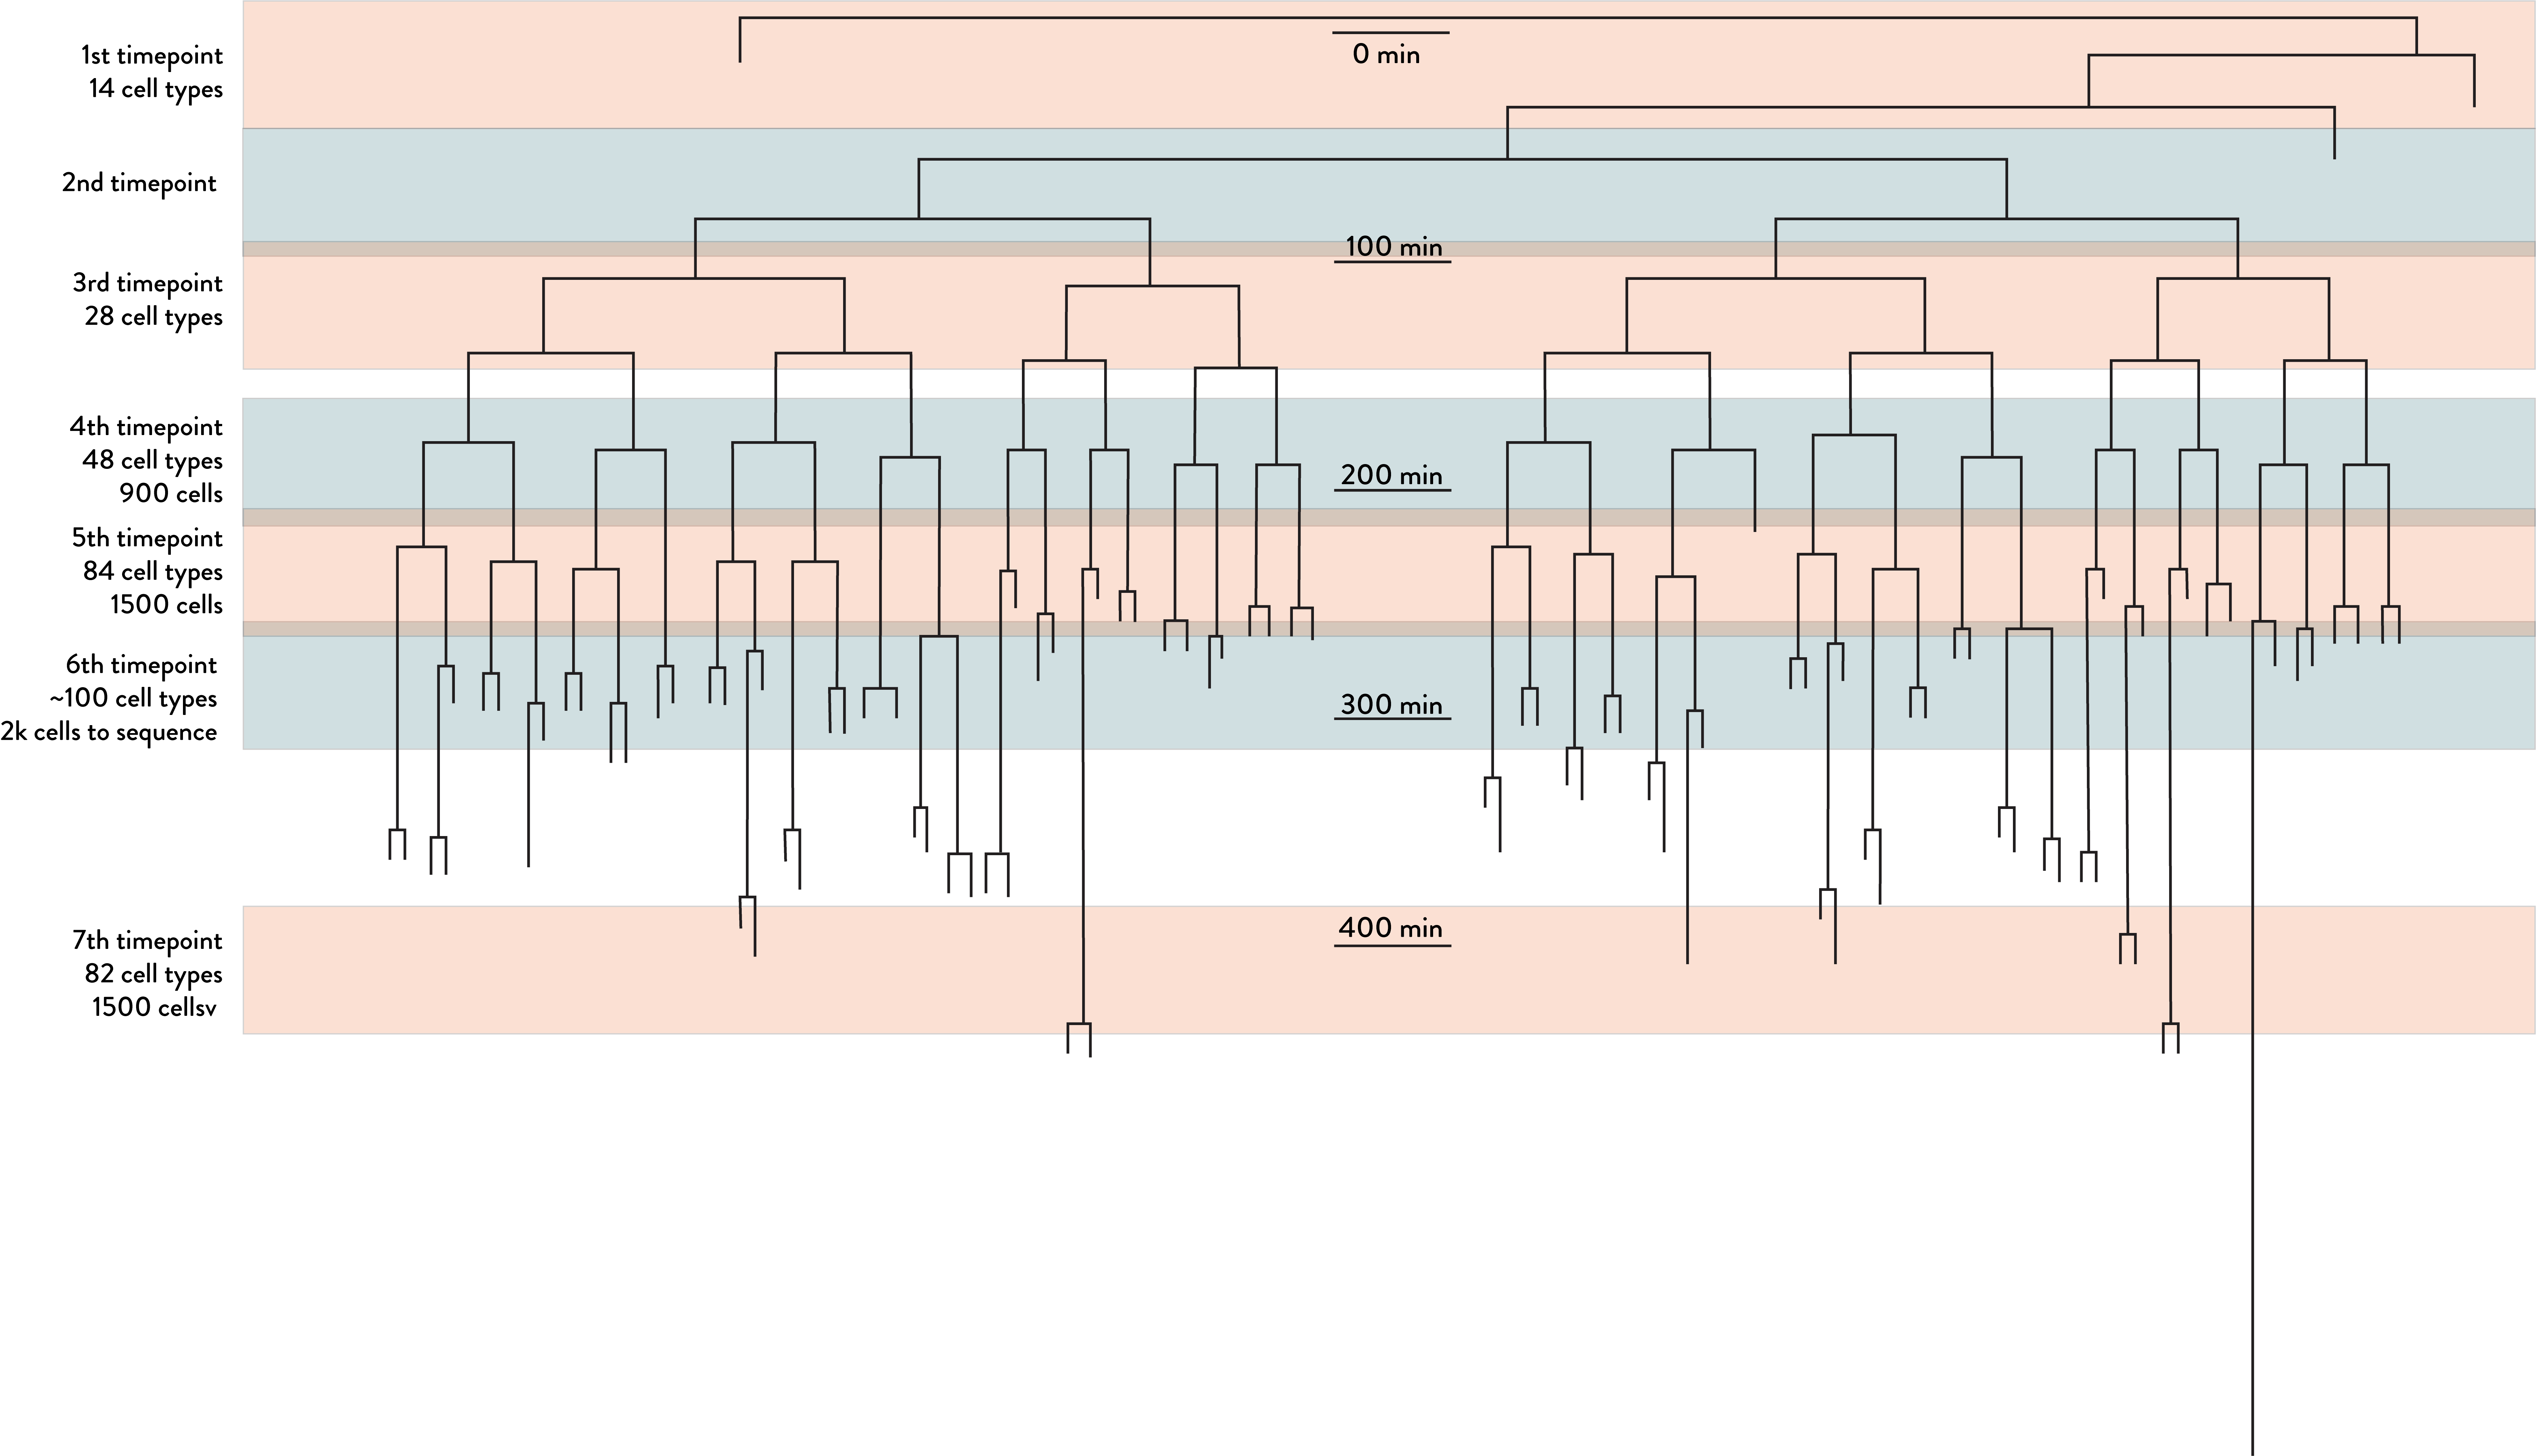 1st timepoint
14 cell types
0 min
2nd timepoint
100 min
3rd timepoint
28 cell types
4th timepoint
48 cell types
900 cells
200 min
5th timepoint
84 cell types
1500 cells
6th timepoint
~100 cell types
2k cells to sequence
300 min
7th timepoint
82 cell types
1500 cellsv
400 min